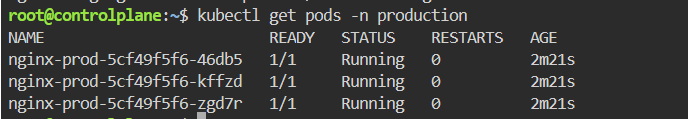 root@controlplane:~$ kubectl get pods -n production
NAME                         READY   STATUS    RESTARTS   AGE
nginx-prod-5cf49f5f6-46db5   1/1     Running   0          2m21s
nginx-prod-5cf49f5f6-kffzd   1/1     Running   0          2m21s
nginx-prod-5cf49f5f6-zgd7r   1/1     Running   0          2m21s